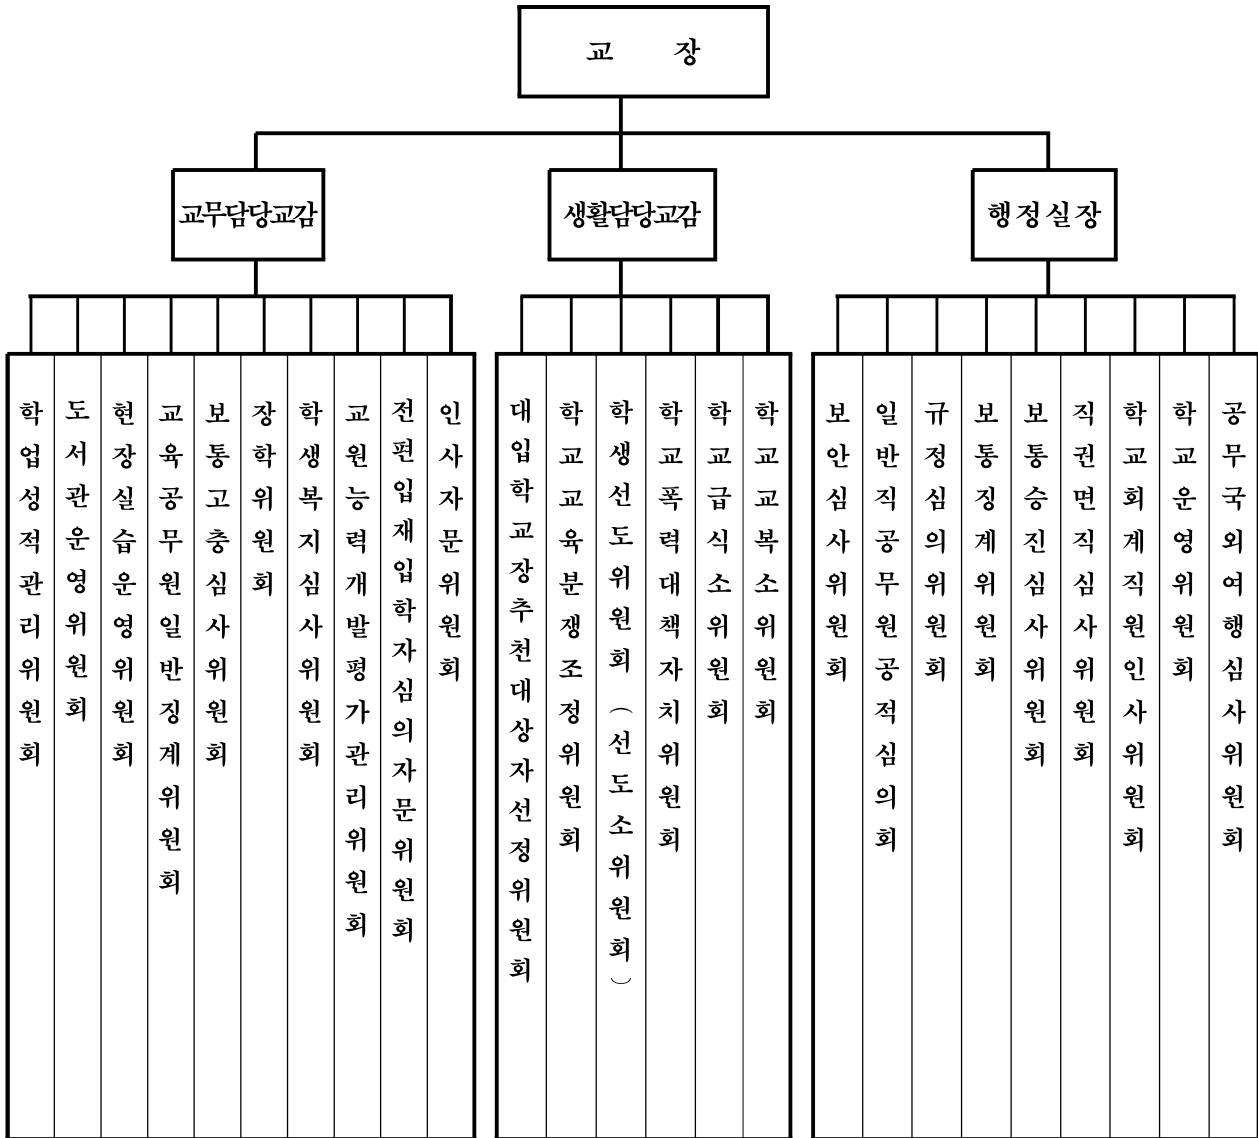 교 장
교무담당교감
생활담당교감
행정실장
학업성적관리위원회
도서관운영위원회
현장실습운영위원회
교육공무원일반징계위원회
보통고충심사위원회
장학위원회
학생복지심사위원회
교원능력개발평가관리위원회
전편입재입학자심의자문위원회
인사자문위원회
대입학교장추천대상자선정위원회
학교교육분쟁조정위원회
학생선도위원회(선도소위원회)
학교폭력대책자치위원회
학교급식소위원회
학교교복소위원회
보안심사위원회
일반직공무원공적심의회
규정심의위원회
보통징계위원회
보통승진심사위원회
직권면직심사위원회
학교회계직원인사위원회
학교운영위원회
공무국외여행심사위원회